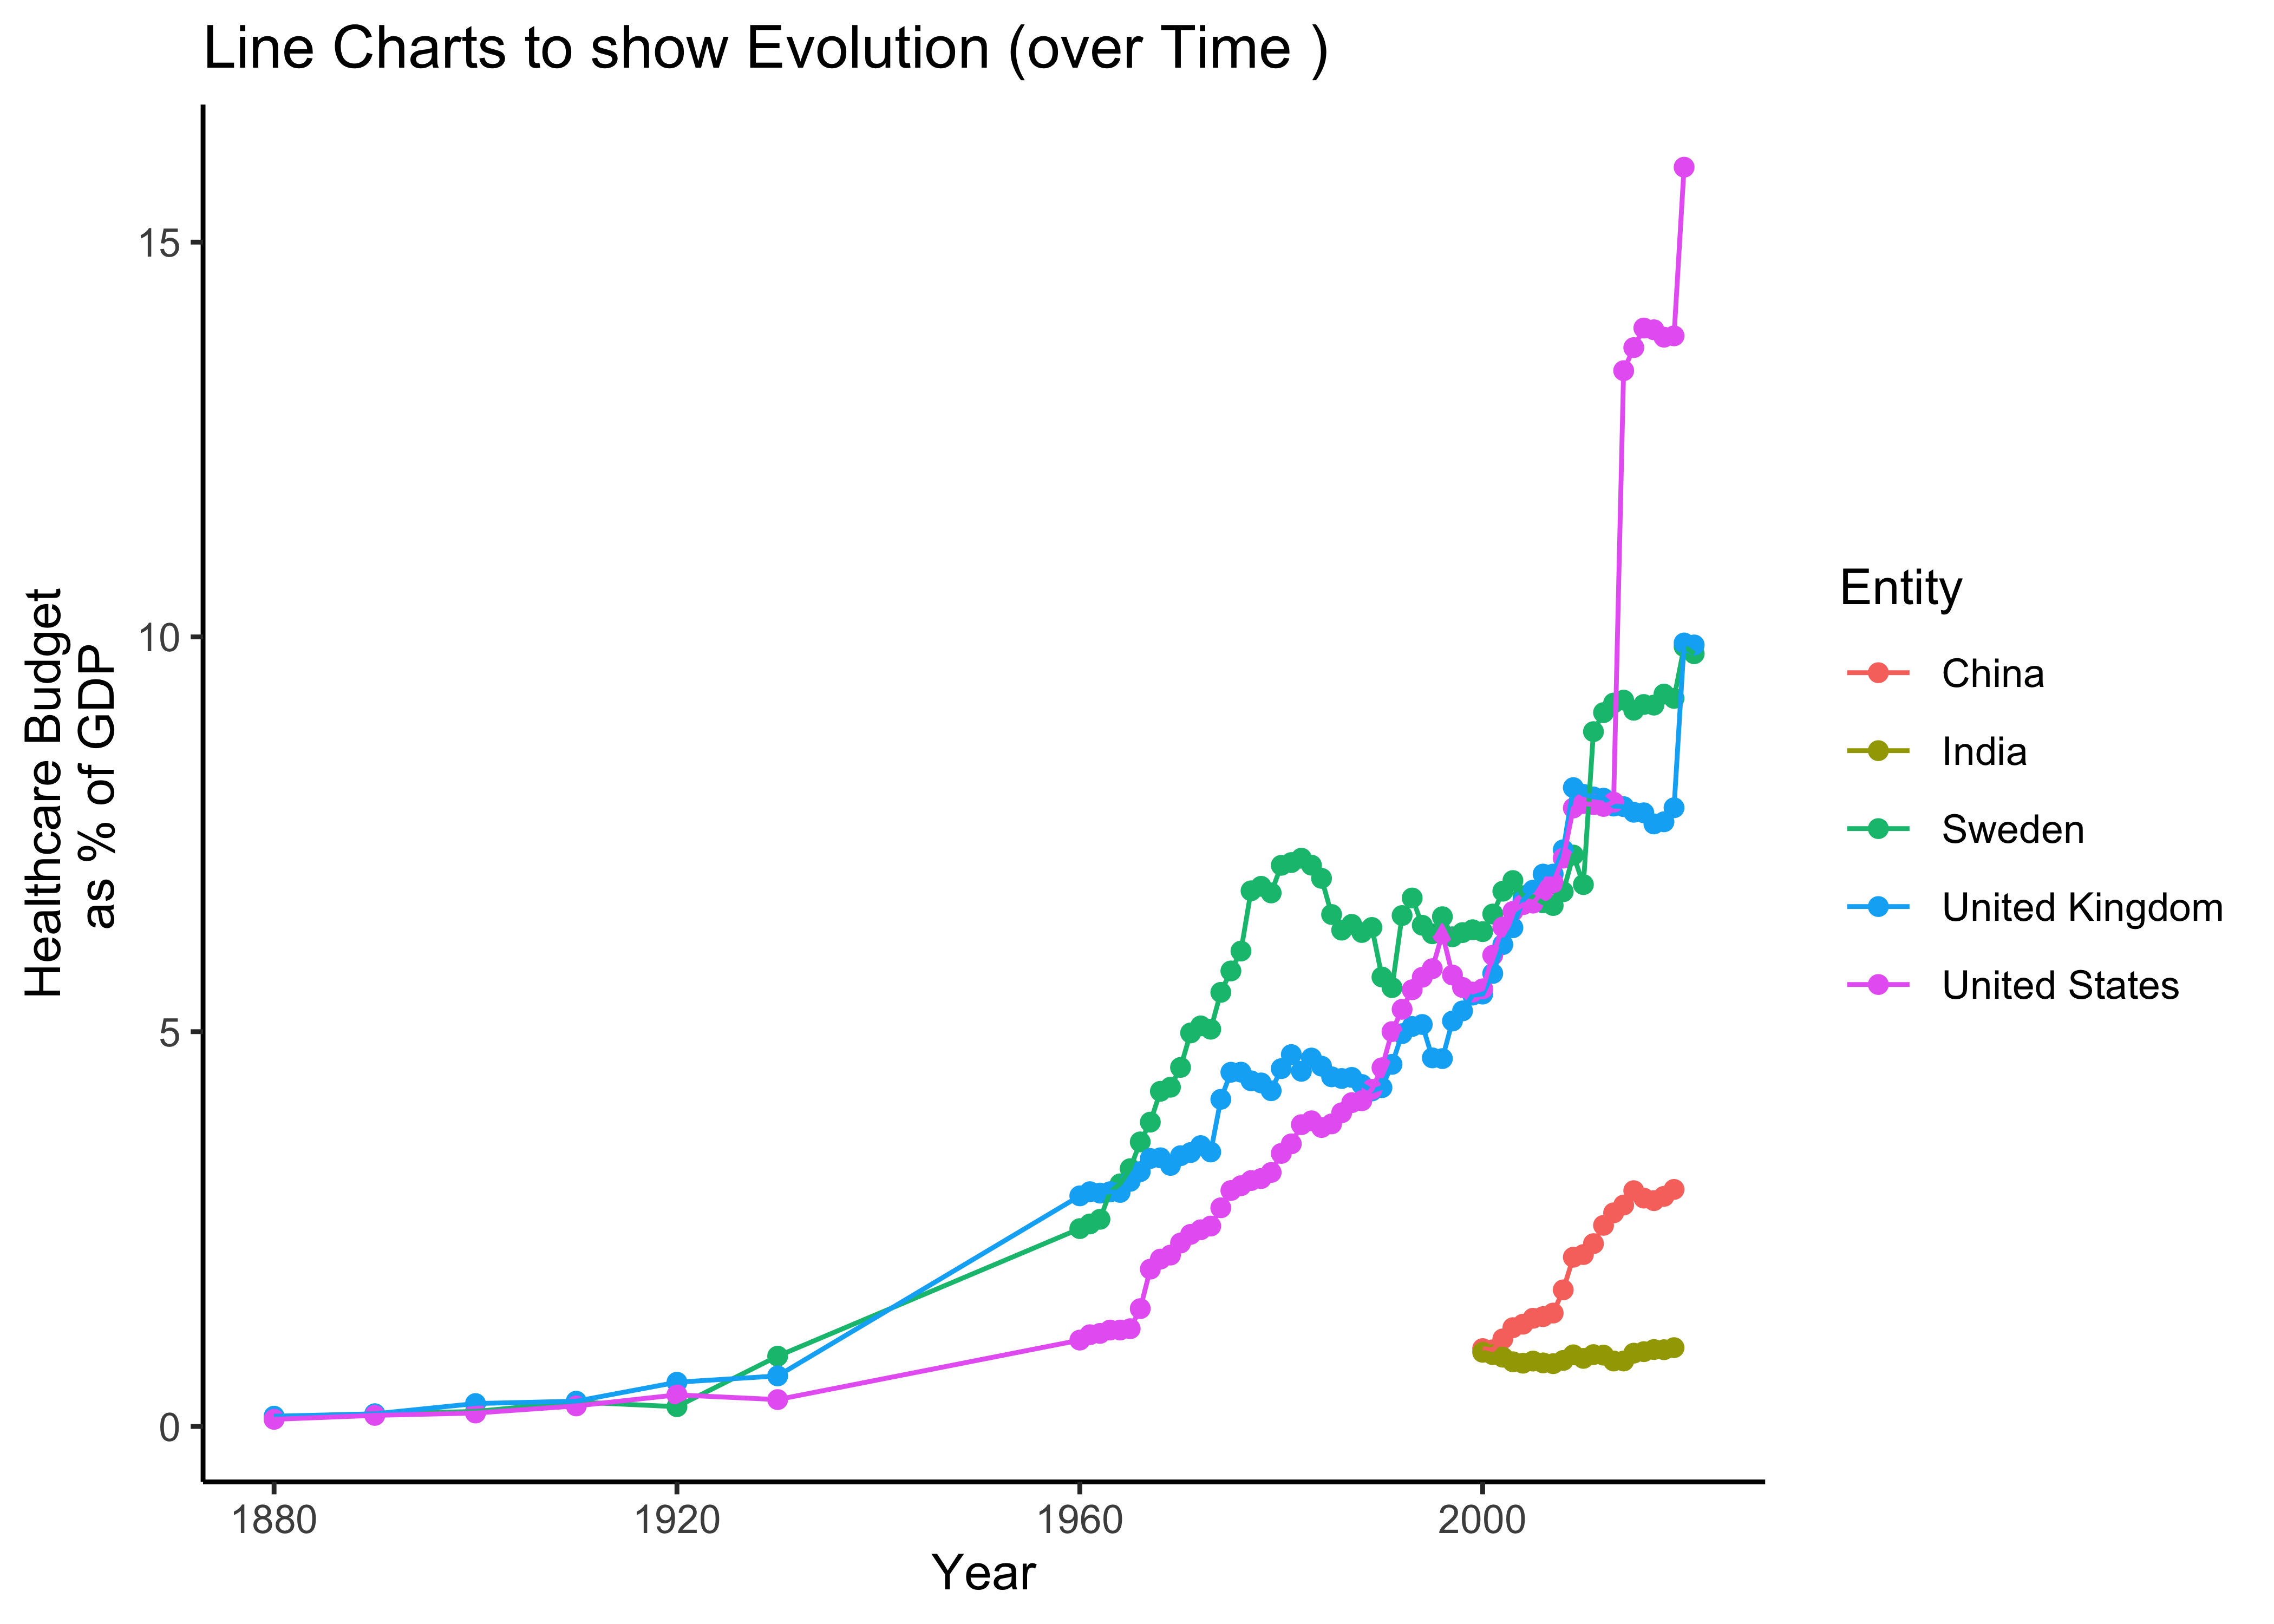 Line Charts to show Evolution (over Time )
Healthcare Budget
as % of GDP
15
10
5
0
1880
1920
1960
2000
Year
Entity
China
India
Sweden
United Kingdom
United States